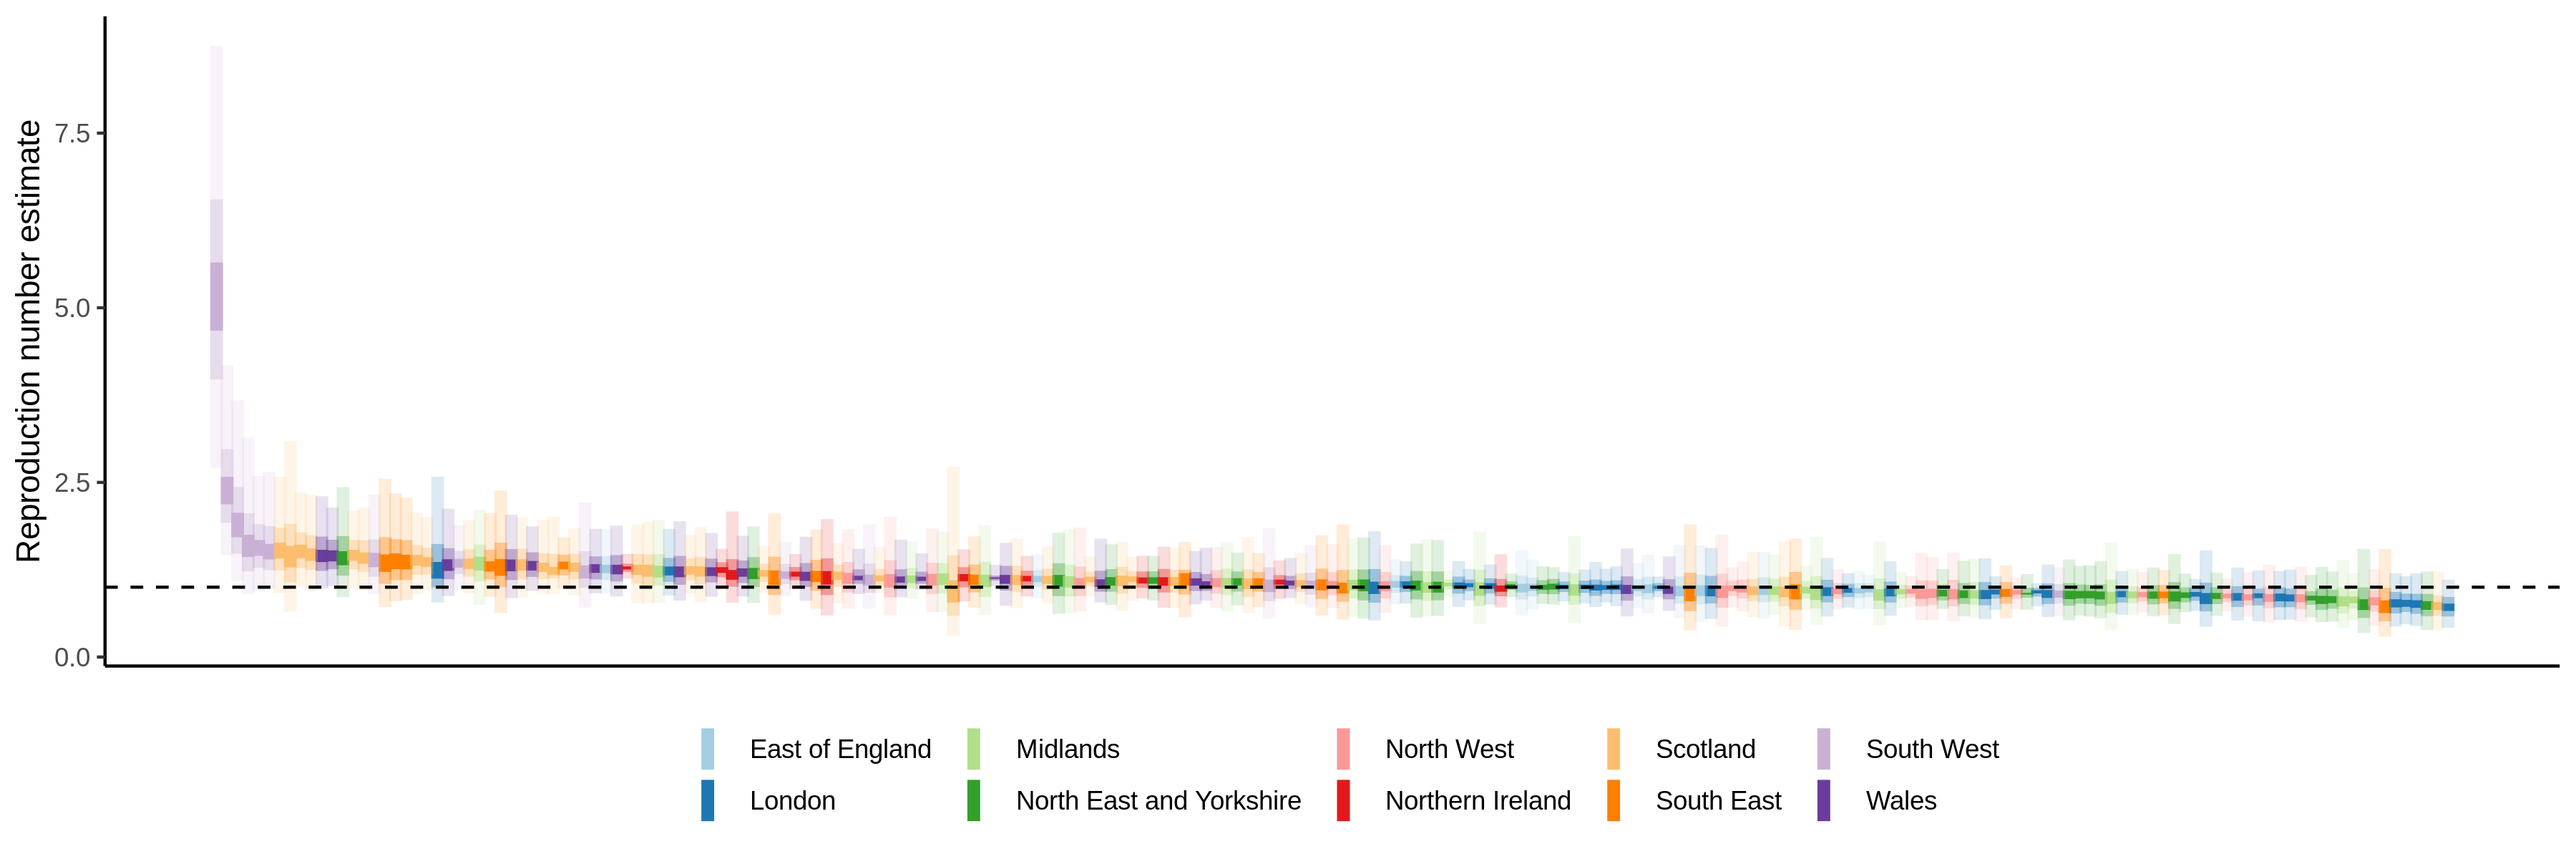 Reproduction number estimate
7.5
5.0
2.5
0.0
East of England
Midlands
North West
Scotland
South West
London
North East and Yorkshire
Northern Ireland
South East
Wales